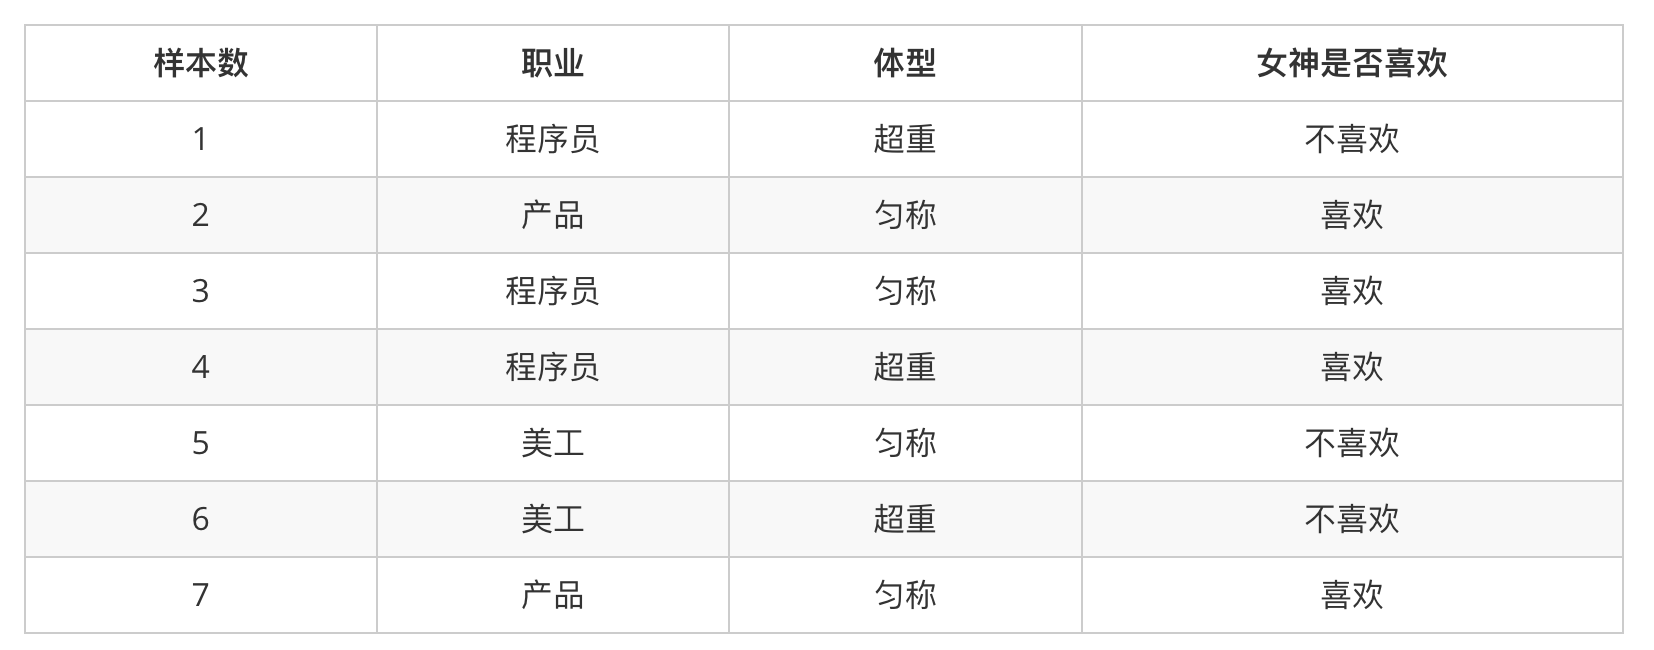 样本数 职业 体型 女神是否喜欢
1 程序员 超重 不喜欢
2 产品 匀称 喜欢
3 程序员 匀称 喜欢
4 程序员 超重 喜欢
5 美工 匀称 不喜欢
6 美工 超重 不喜欢
7 产品 匀称 喜欢